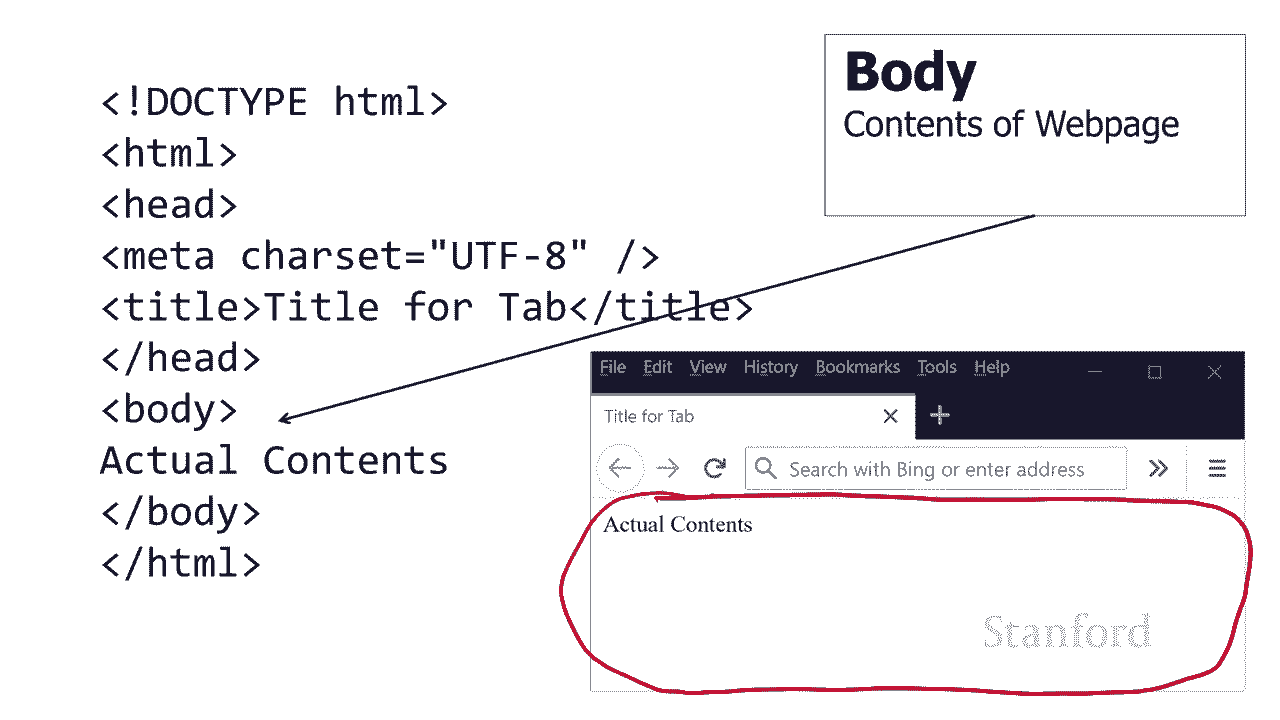 <!DOCTYPE html>
<html>
<head>
<meta charset="UTF-8" />
<title>Title for Tab</title>
</head>
<body>
Actual Contents
</body>
</html>
Body
Contents of Webpage
File Edit View History Bookmarks Tools Help
Title for Tab
Search with Bing or enter address
Actual Contents
Stanford